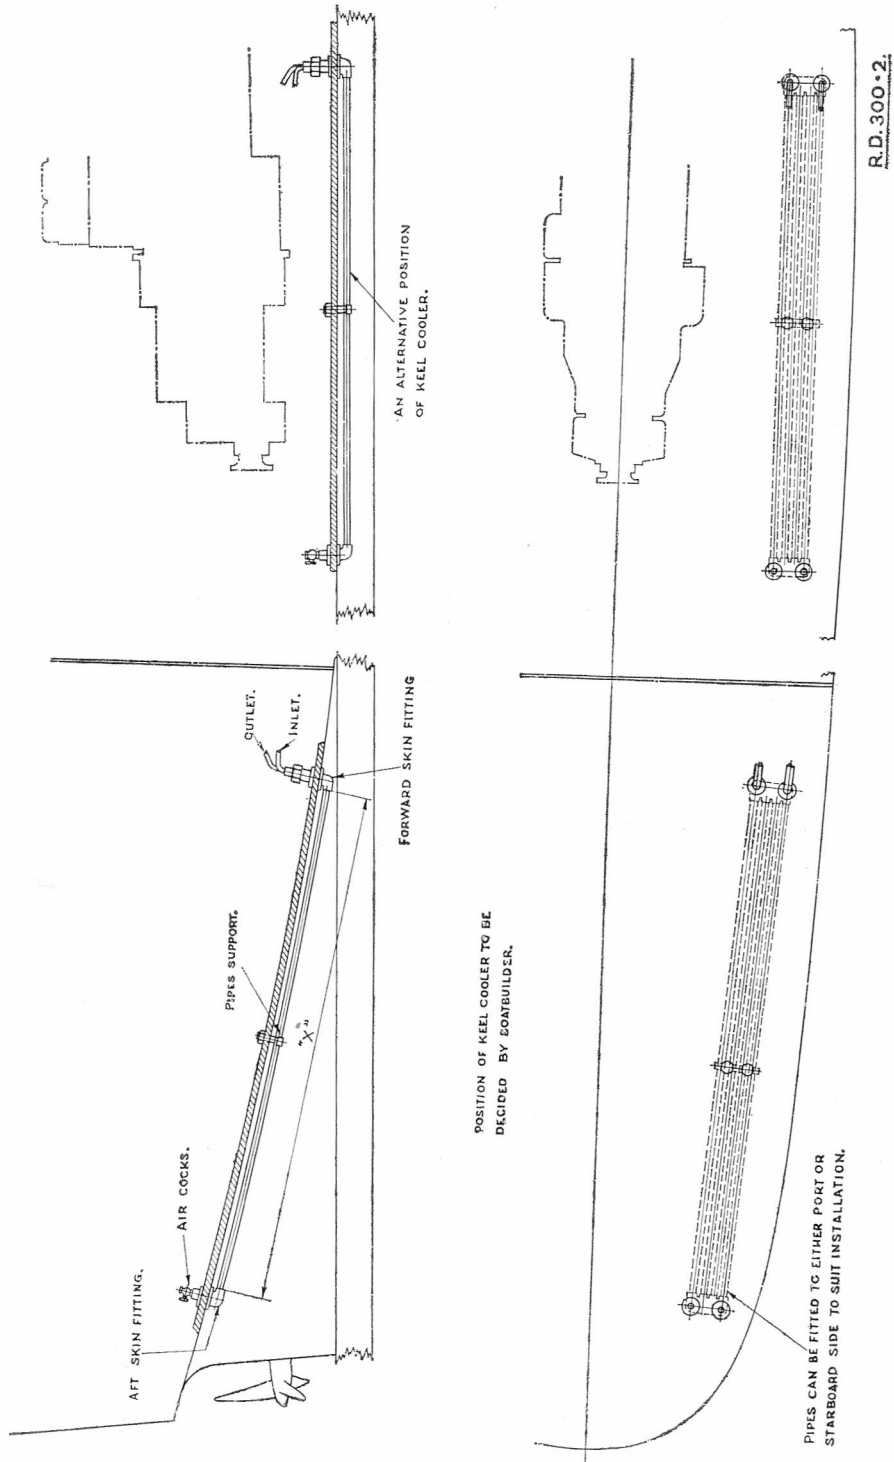 AN ALTERNATIVE POSITION
OF KEEL COOLER.
OUTLET.
INLET.
FORWARD SKIN FITTING
PIPES SUPPORT.
"X"
AIR COCKS.
AFT SKIN FITTING.
POSITION OF KEEL COOLER TO BE
DECIDED BY BOATBUILDER.
PIPES CAN BE FITTED TO EITHER PORT OR
STARBOARD SIDE TO SUIT INSTALLATION.
R.D. 300·2.